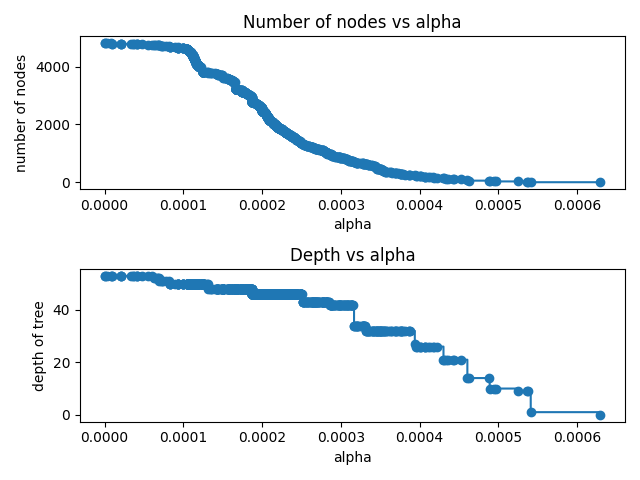 Number of nodes vs alpha
number of nodes
4000
2000
0
0.0000 0.0001 0.0002 0.0003 0.0004 0.0005 0.0006
alpha
Depth vs alpha
depth of tree
40
20
0
0.0000 0.0001 0.0002 0.0003 0.0004 0.0005 0.0006
alpha